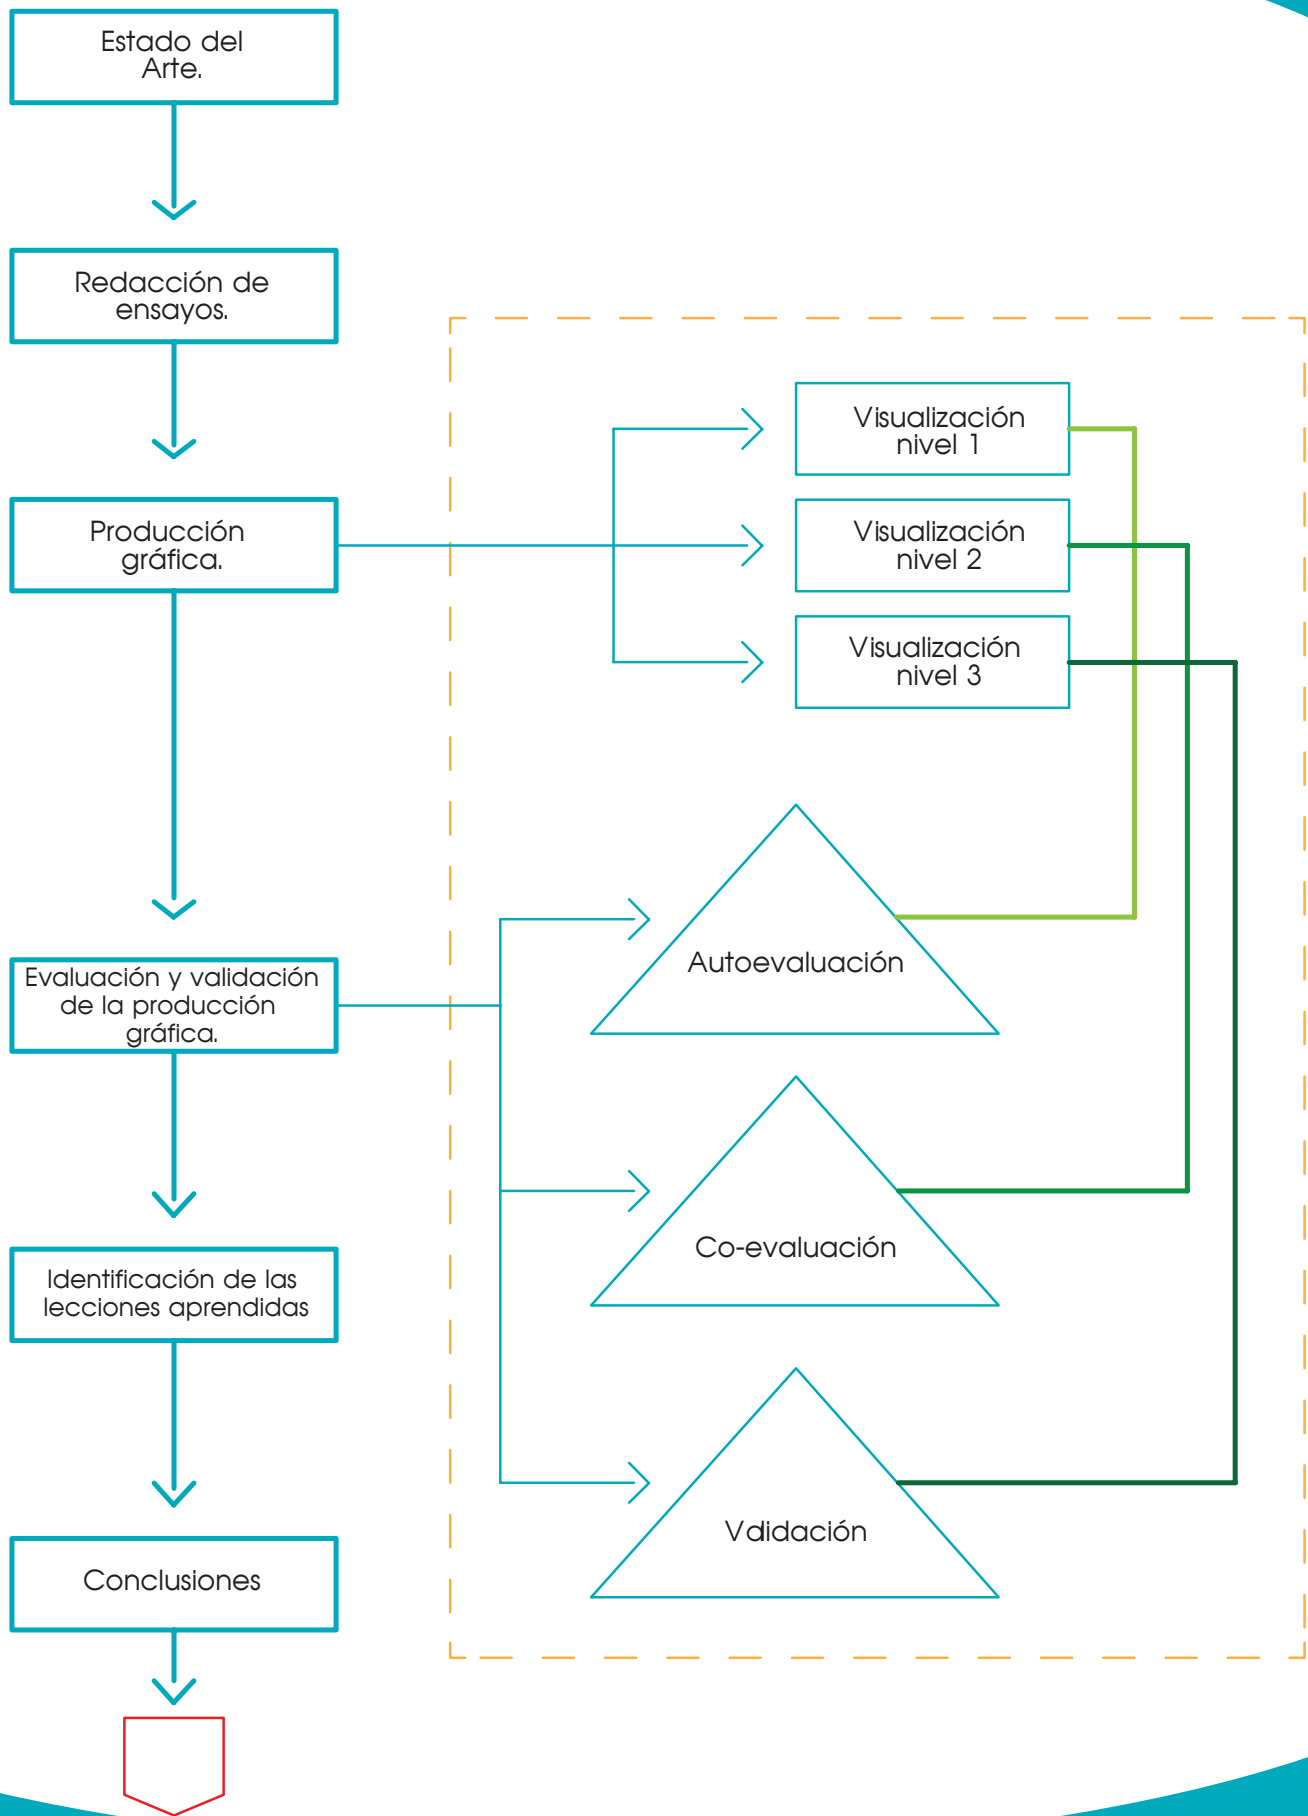 Estado del
Arte.
Redacción de
ensayos.
Producción
gráfica.
Visualización
nivel 1
Visualización
nivel 2
Visualización
nivel 3
Evaluación y validación
de la producción
gráfica.
Autoevaluación
Co-evaluación
Identificación de las
lecciones aprendidas
Vdidación
Conclusiones